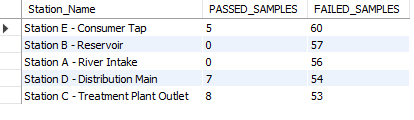 Station_Name PASSED_SAMPLES FAILED_SAMPLES
Station E - Consumer Tap 5 60
Station B - Reservoir 0 57
Station A - River Intake 0 56
Station D - Distribution Main 7 54
Station C - Treatment Plant Outlet 8 53